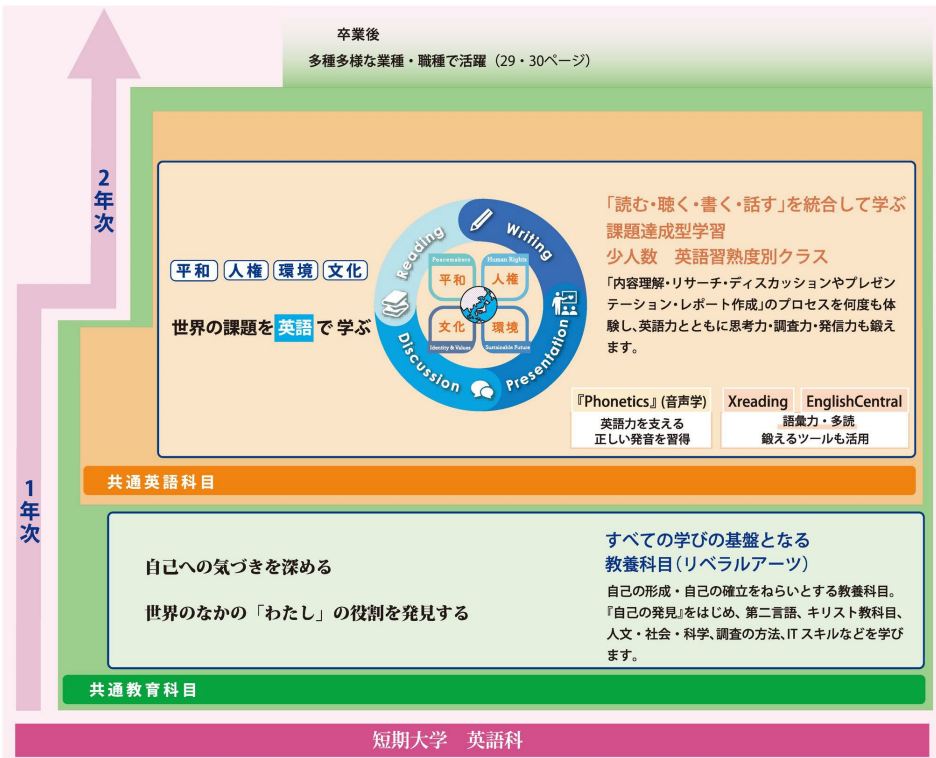 卒業後
多種多様な業種・職種で活躍（29・30ページ）
2年次
1年次
平和 人権 環境 文化
世界の課題を英語で学ぶ
Reading
Writing
Discussion
Presentation
Peacemakers
平和
Human Rights
人権
文化
Identity & Values
環境
Sustainable Future
「読む・聴く・書く・話す」を統合して学ぶ
課題達成型学習
少人数　英語習熟度別クラス
「内容理解・リサーチ・ディスカッションやプレゼン
テーション・レポート作成」のプロセスを何度も体
験し、英語力とともに思考力・調査力・発信力も鍛え
ます。
『Phonetics』(音声学)
英語力を支える
正しい発音を習得
Xreading EnglishCentral
語彙力・多読
鍛えるツールも活用
共通英語科目
自己への気づきを深める
世界のなかの「わたし」の役割を発見する
すべての学びの基盤となる
教養科目（リベラルアーツ）
自己の形成・自己の確立をねらいとする教養科目。
『自己の発見』をはじめ、第二言語、キリスト教科目、
人文・社会・科学、調査の方法、ITスキルなどを学び
ます。
共通教育科目
短期大学　英語科